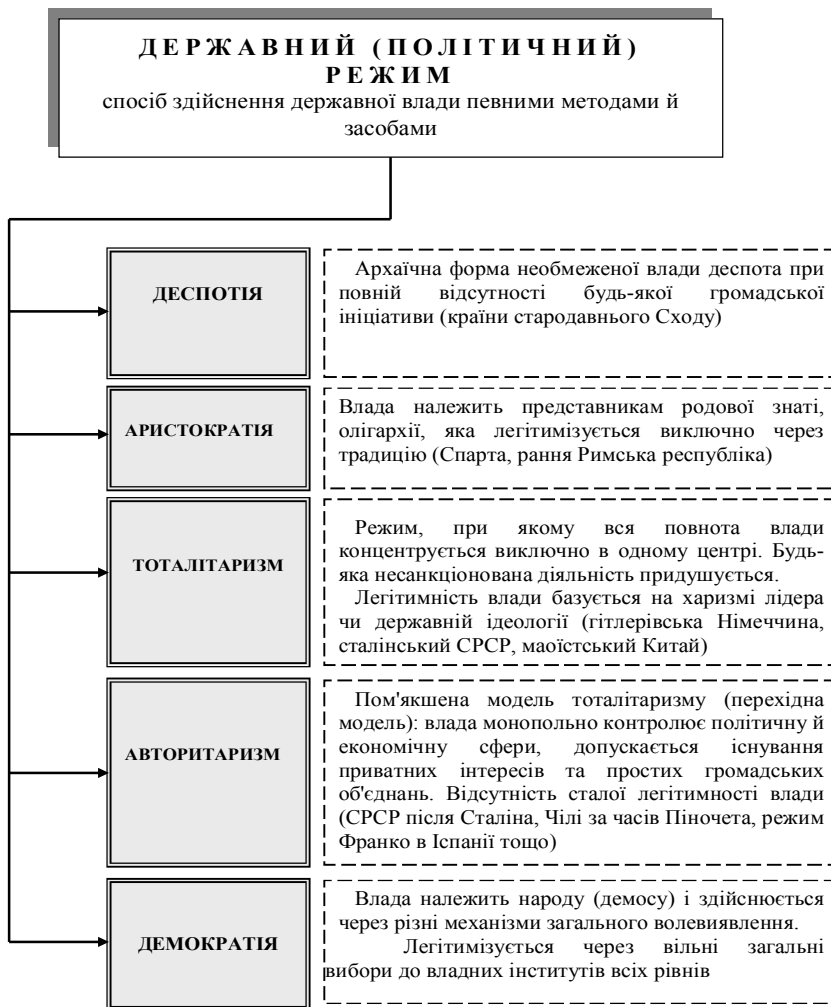 ДЕРЖАВНИЙ (ПОЛІТИЧНИЙ)
РЕЖИМ
спосіб здійснення державної влади певними методами й
засобами
ДЕСПОТІЯ
Архаїчна форма необмеженої влади деспота при
повній відсутності будь-якої громадської
ініціативи (країни стародавнього Сходу)
АРИСТОКРАТІЯ
Влада належить представникам родової знаті,
олігархії, яка легітимізується виключно через
традицію (Спарта, рання Римська республіка)
ТОТАЛІТАРИЗМ
Режим, при якому вся повнота влади
концентрується виключно в одному центрі. Будь-
яка несанкціонована діяльність придушується.
Легітимність влади базується на харизмі лідера
чи державній ідеології (гітлерівська Німеччина,
сталінський СРСР, маоїстський Китай)
АВТОРИТАРИЗМ
Пом'якшена модель тоталітаризму (перехідна
модель): влада монопольно контролює політичну й
економічну сфери, допускається існування
приватних інтересів та простих громадських
об'єднань. Відсутність сталої легітимності влади
(СРСР після Сталіна, Чілі за часів Піночета, режим
Франко в Іспанії тощо)
ДЕМОКРАТІЯ
Влада належить народу (демосу) і здійснюється
через різні механізми загального волевиявлення.
Легітимізується через вільні загальні
вибори до владних інститутів всіх рівнів